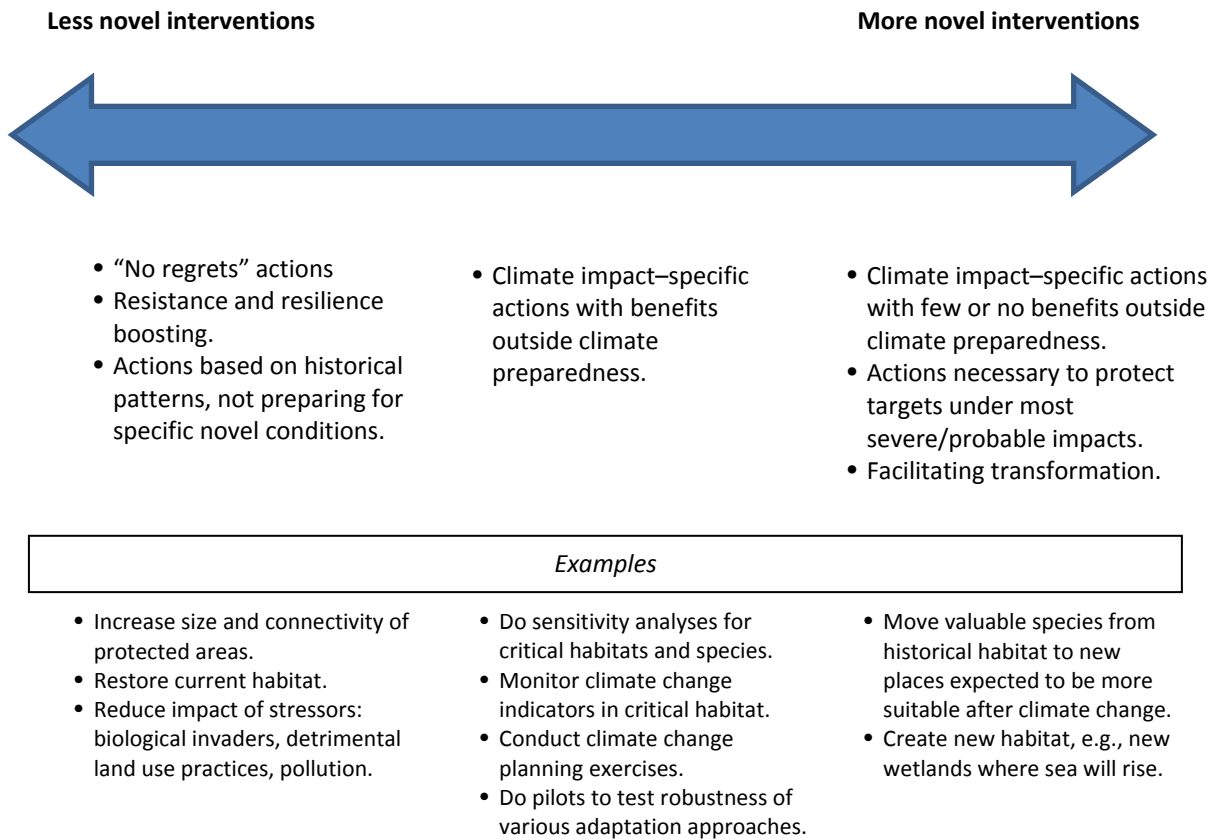 Less novel interventions
More novel interventions
• “No regrets” actions
• Resistance and resilience
boosting.
• Actions based on historical
patterns, not preparing for
specific novel conditions.
• Climate impact–specific
actions with benefits
outside climate
preparedness.
• Climate impact–specific actions
with few or no benefits outside
climate preparedness.
• Actions necessary to protect
targets under most
severe/probable impacts.
• Facilitating transformation.
Examples
• Increase size and connectivity of
protected areas.
• Restore current habitat.
• Reduce impact of stressors:
biological invaders, detrimental
land use practices, pollution.
• Do sensitivity analyses for
critical habitats and species.
• Monitor climate change
indicators in critical habitat.
• Conduct climate change
planning exercises.
• Do pilots to test robustness of
various adaptation approaches.
• Move valuable species from
historical habitat to new
places expected to be more
suitable after climate change.
• Create new habitat, e.g., new
wetlands where sea will rise.